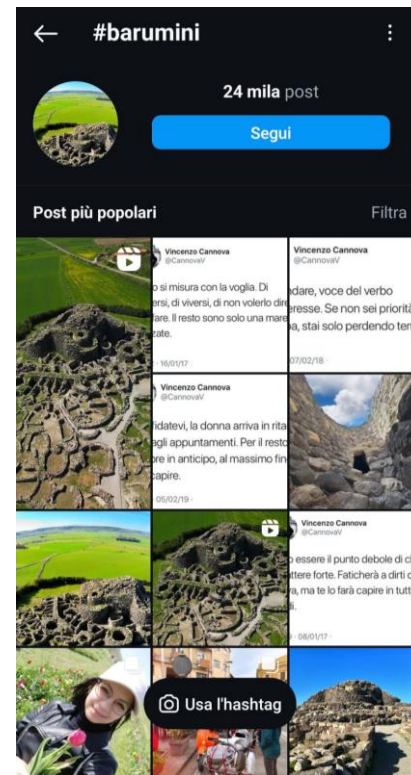 #barumini
24 mila post
Segui
Post più popolari
Filtra
Vincenzo Cannova
@CannovaV
o si misura con la voglia. Di
ersi, di viversi, di non volerlo dire
fare. Il resto sono solo una mare
zate.
· 16/01/17 ·
Vincenzo Cannova
@CannovaV
dare, voce del verbo
eresse. Se non sei priorità
a, stai solo perdendo tem
07/02/18 ·
Vincenzo Cannova
@CannovaV
fidatevi, la donna arriva in rita
agli appuntamenti. Per il resto
re in anticipo, al massimo fin
capire.
05/02/19 ·
Vincenzo Cannova
@CannovaV
o essere il punto debole di c
ttere forte. Faticherà a dirti
a, ma te lo farà capire in tutt
i.
· 08/01/17 ·
Usa l'hashtag